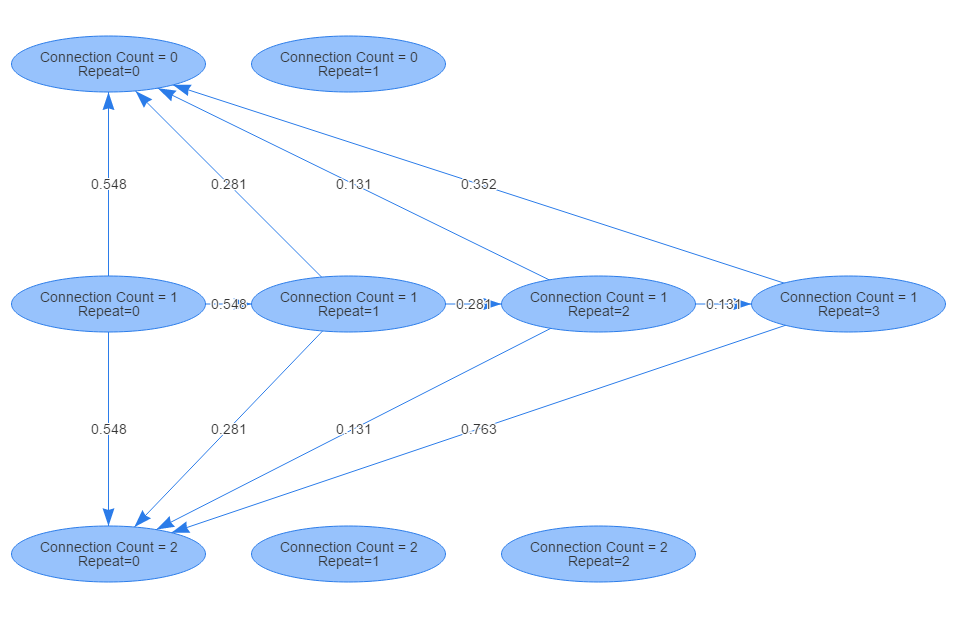 Connection Count = 0
Repeat=0
Connection Count = 0
Repeat=1
0.548
0.281
0.131
0.352
Connection Count = 1
Repeat=0
0.548
Connection Count = 1
Repeat=1
0.281
Connection Count = 1
Repeat=2
0.131
Connection Count = 1
Repeat=3
0.548
0.281
0.131
0.763
Connection Count = 2
Repeat=0
Connection Count = 2
Repeat=1
Connection Count = 2
Repeat=2